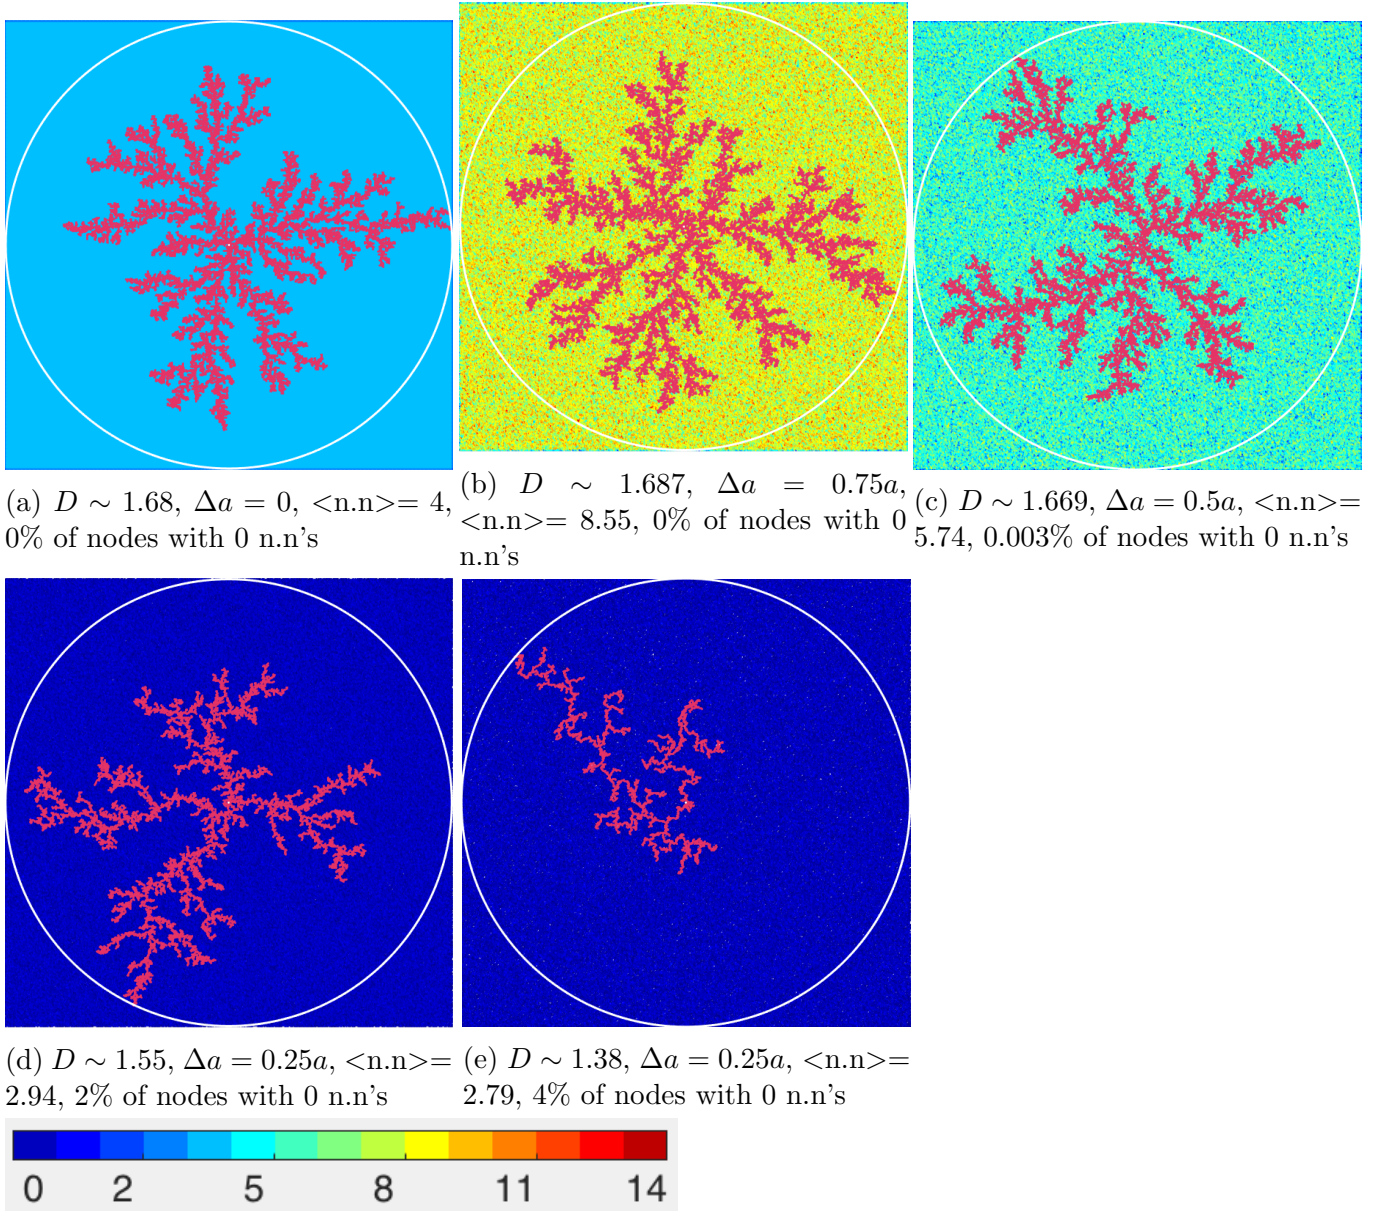 (a) D ∼ 1.68, Δa = 0, <n.n>= 4,
0% of nodes with 0 n.n's
(b) D ∼ 1.687, Δa = 0.75a,
<n.n>= 8.55, 0% of nodes with 0
n.n's
(c) D ∼ 1.669, Δa = 0.5a, <n.n>=
5.74, 0.003% of nodes with 0 n.n's
(d) D ∼ 1.55, Δa = 0.25a, <n.n>=
2.94, 2% of nodes with 0 n.n's
(e) D ∼ 1.38, Δa = 0.25a, <n.n>=
2.79, 4% of nodes with 0 n.n's
0 2 5 8 11 14